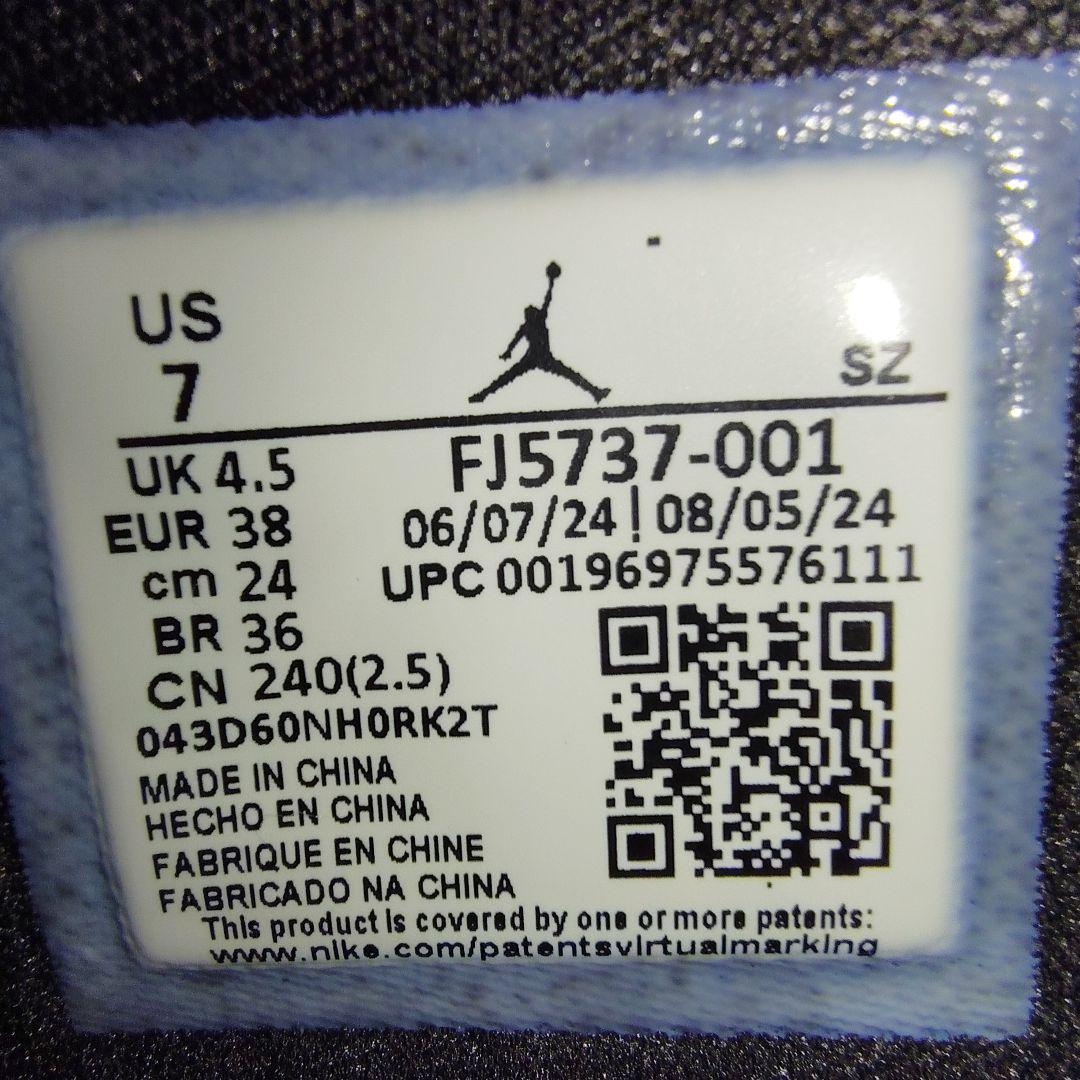 US
7
SZ
UK 4.5
FJ5737-001
EUR 38
06/07/24 | 08/05/24
cm 24
UPC 00196975576111
BR 36
CN 240(2.5)
043D60NH0RK2T
MADE IN CHINA
HECHO EN CHINA
FABRIQUE EN CHINE
FABRICADO NA CHINA
This product is covered by one or more patents:
www.nike.com/patentsvirtualmarking